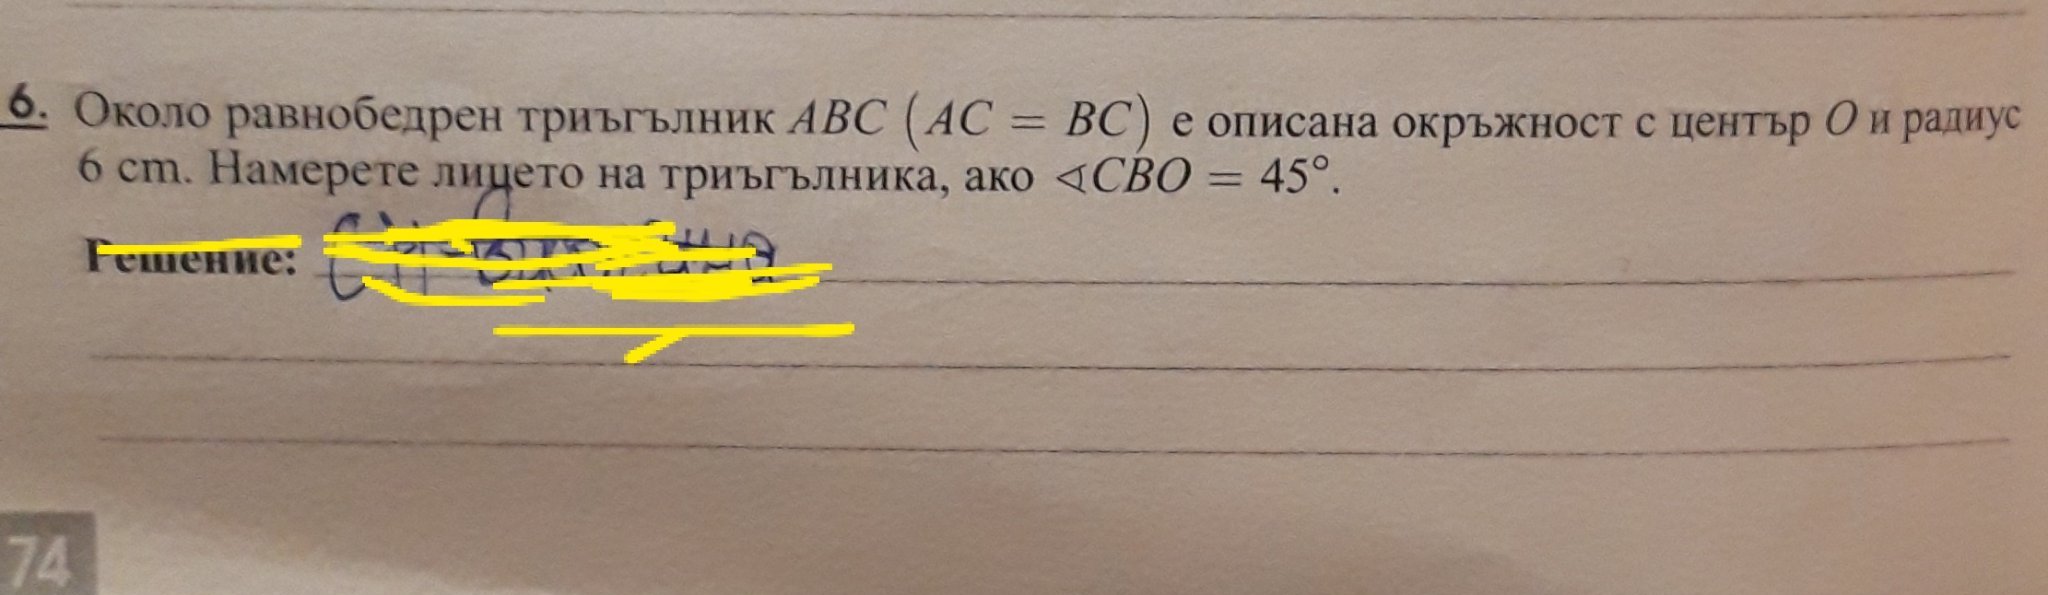 6. Около равнобедрен триъгълник ABC (AC = BC) е описана окръжност с център O и радиус
6 cm. Намерете лицето на триъгълника, ако ∢CBO = 45°.
Решение:
74